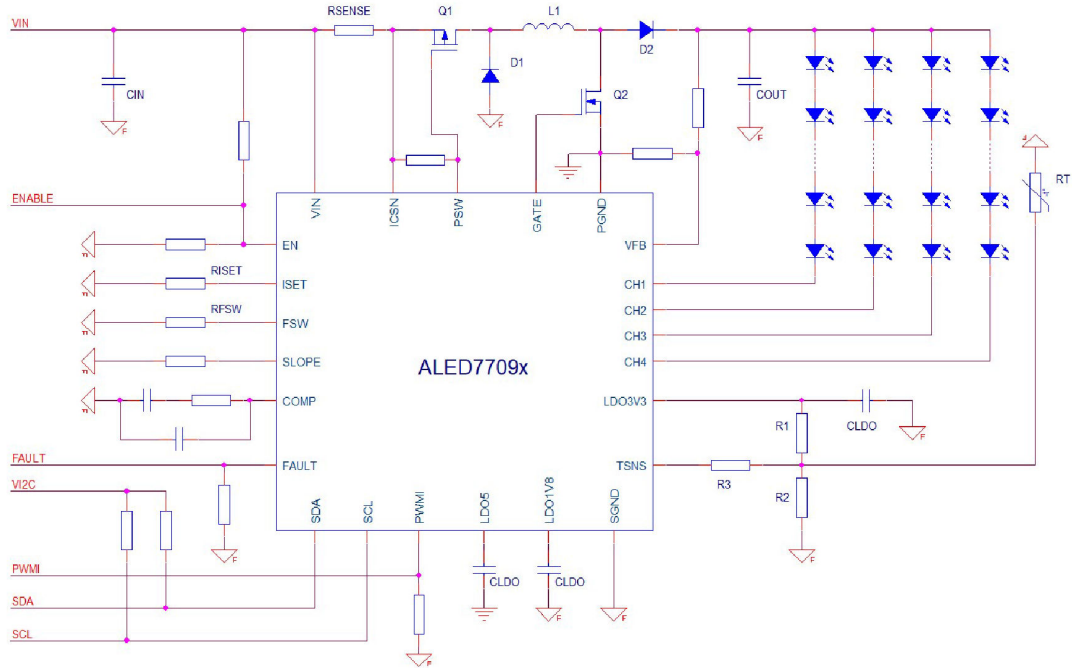 VIN
RSENSE
Q1
L1
D2
CIN
D1
Q2
COUT
RT
ENABLE
VIN
ICSN
PSW
GATE
PGND
EN
VFB
RISET
ISET
CH1
RFSW
FSW
CH2
CH3
SLOPE
CH4
ALED7709x
COMP
LDO3V3
R1
CLDO
FAULT
FAULT
TSNS
R3
R2
VI2C
SDA
SCL
PWMI
LDO5
LDO1V8
SGND
PWMI
CLDO
CLDO
SDA
SCL